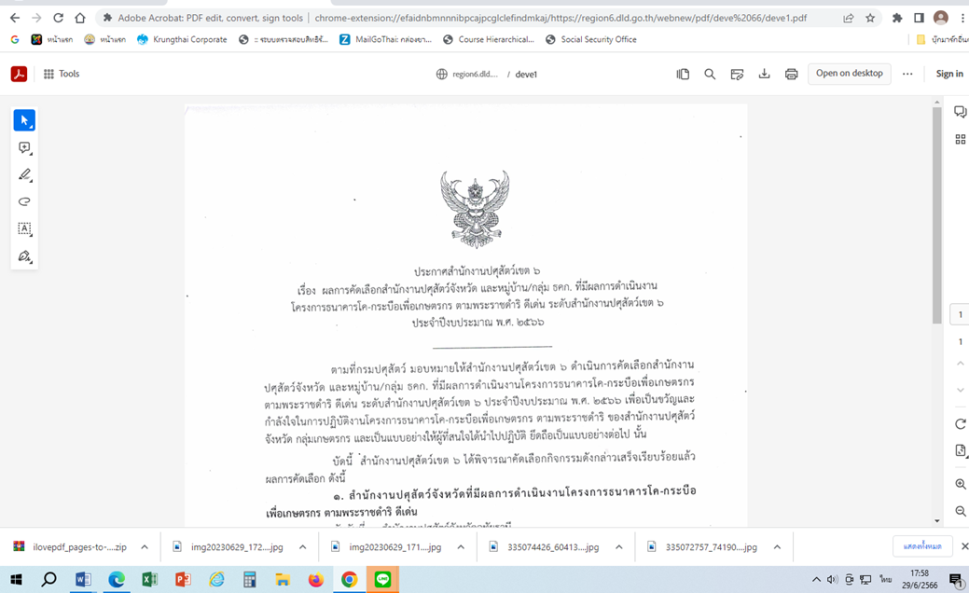 Adobe Acrobat: PDF edit, convert, sign tools | chrome-extension://efaidnbmnnnibpcajpcglclefindmkaj/https://region6.dld.go.th/webnew/pdf/deve%2066/deve1.pdf
หน้าแรก หน้าแรก Krungthai Corporate :: ระบบตรวจสอบสิทธิรั... MailGoThai: กล่องขา... Course Hierarchical... Social Security Office
Tools region6.dld... / deve1 Open on desktop ... Sign in
ประกาศสำนักงานปศุสัตว์เขต ๖
เรื่อง ผลการคัดเลือกสำนักงานปศุสัตว์จังหวัด และหมู่บ้าน/กลุ่ม ธคก. ที่มีผลการดำเนินงาน
โครงการธนาคารโค-กระบือเพื่อเกษตรกร ตามพระราชดำริ ดีเด่น ระดับสำนักงานปศุสัตว์เขต ๖
ประจำปีงบประมาณ พ.ศ. ๒๕๖๖
ตามที่กรมปศุสัตว์ มอบหมายให้สำนักงานปศุสัตว์เขต ๖ ดำเนินการคัดเลือกสำนักงาน
ปศุสัตว์จังหวัด และหมู่บ้าน/กลุ่ม ธคก. ที่มีผลการดำเนินงานโครงการธนาคารโค-กระบือเพื่อเกษตรกร
ตามพระราชดำริ ดีเด่น ระดับสำนักงานปศุสัตว์เขต ๖ ประจำปีงบประมาณ พ.ศ. ๒๕๖๖ เพื่อเป็นขวัญและ
กำลังใจในการปฏิบัติงานโครงการธนาคารโค-กระบือเพื่อเกษตรกร ตามพระราชดำริ ของสำนักงานปศุสัตว์
จังหวัด กลุ่มเกษตรกร และเป็นแบบอย่างให้ผู้ที่สนใจได้นำไปปฏิบัติ ยึดถือเป็นแบบอย่างต่อไป นั้น
บัดนี้ สำนักงานปศุสัตว์เขต ๖ ได้พิจารณาคัดเลือกกิจกรรมดังกล่าวเสร็จเรียบร้อยแล้ว
ผลการคัดเลือก ดังนี้
๑. สำนักงานปศุสัตว์จังหวัดที่มีผลการดำเนินงานโครงการธนาคารโค-กระบือ
เพื่อเกษตรกร ตามพระราชดำริ ดีเด่น
1
1
ilovepdf_pages-to-....zip img20230629_172....jpg img20230629_171....jpg 335074426_60413....jpg 335072757_74190....jpg แสดงทั้งหมด
ไทย 17:58
29/6/2566